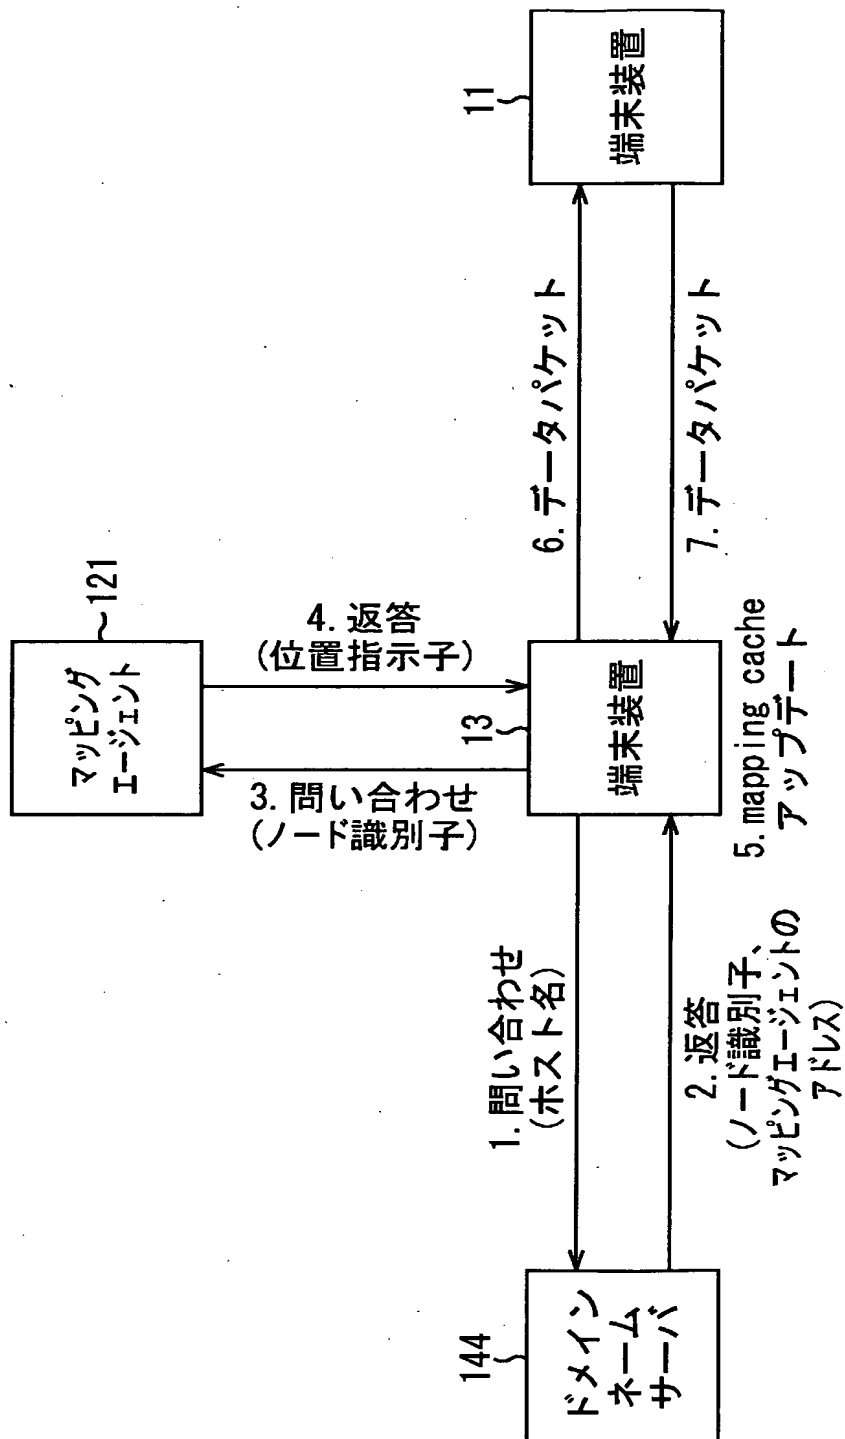 144
ドメイン
ネーム
サーバ
1. 問い合わせ
(ホスト名)
2. 返答
(ノード識別子、
マッピングエージェントの
アドレス)
121
マッピング
エージェント
3. 問い合わせ
(ノード識別子)
4. 返答
(位置指示子)
13
端末装置
5. mapping cache
アップデート
6. データパケット
7. データパケット
11
端末装置